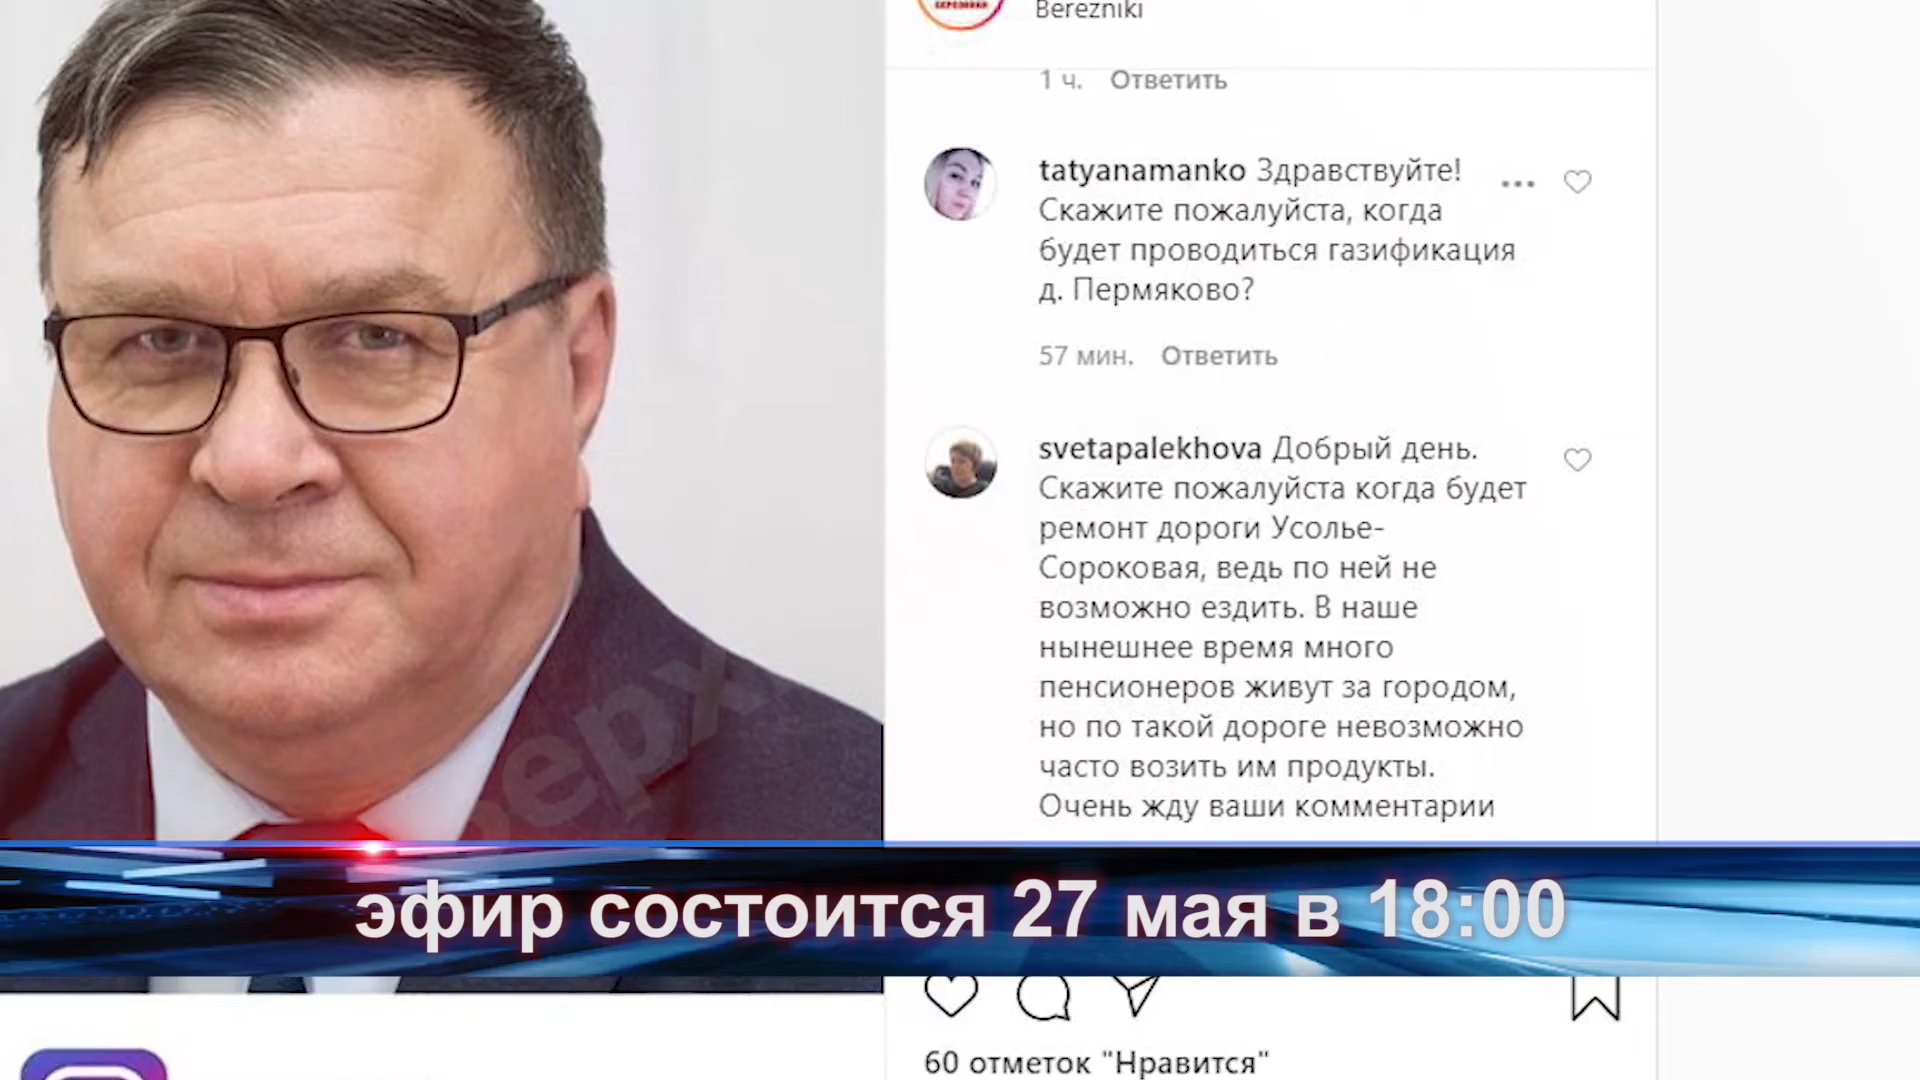 БЕРЕЗНИКИ
Berezniki
1 ч. Ответить
tatyanamanko Здравствуйте!
Скажите пожалуйста, когда
будет проводиться газификация
д. Пермяково?
57 мин. Ответить
svetapalekhova Добрый день.
Скажите пожалуйста когда будет
ремонт дороги Усолье-
Сороковая, ведь по ней не
возможно ездить. В наше
нынешнее время много
пенсионеров живут за городом,
но по такой дороге невозможно
часто возить им продукты.
Очень жду ваши комментарии
эфир состоится 27 мая в 18:00
60 отметок "Нравится"